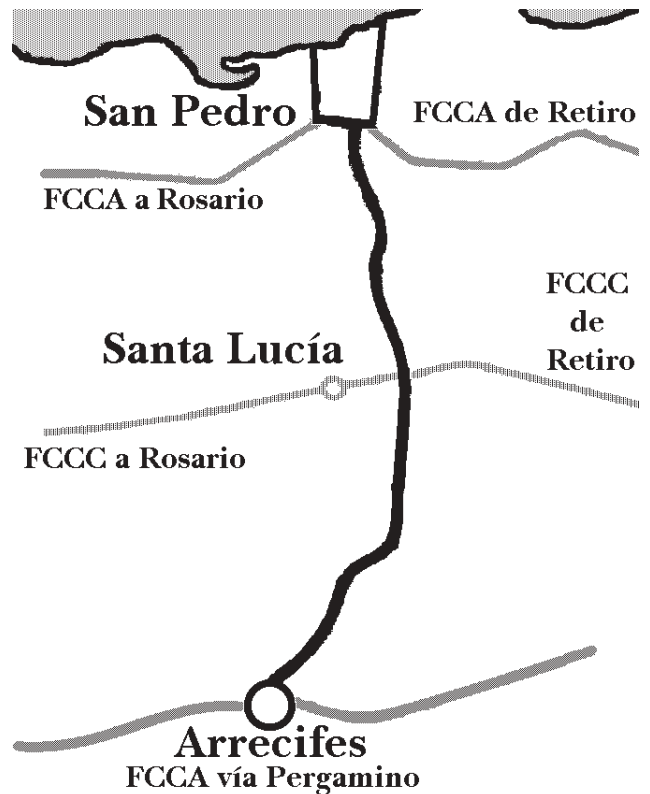 San Pedro
FCCA de Retiro
FCCA a Rosario
FCCC
de
Retiro
Santa Lucía
FCCC a Rosario
Arrecifes
FCCA vía Pergamino